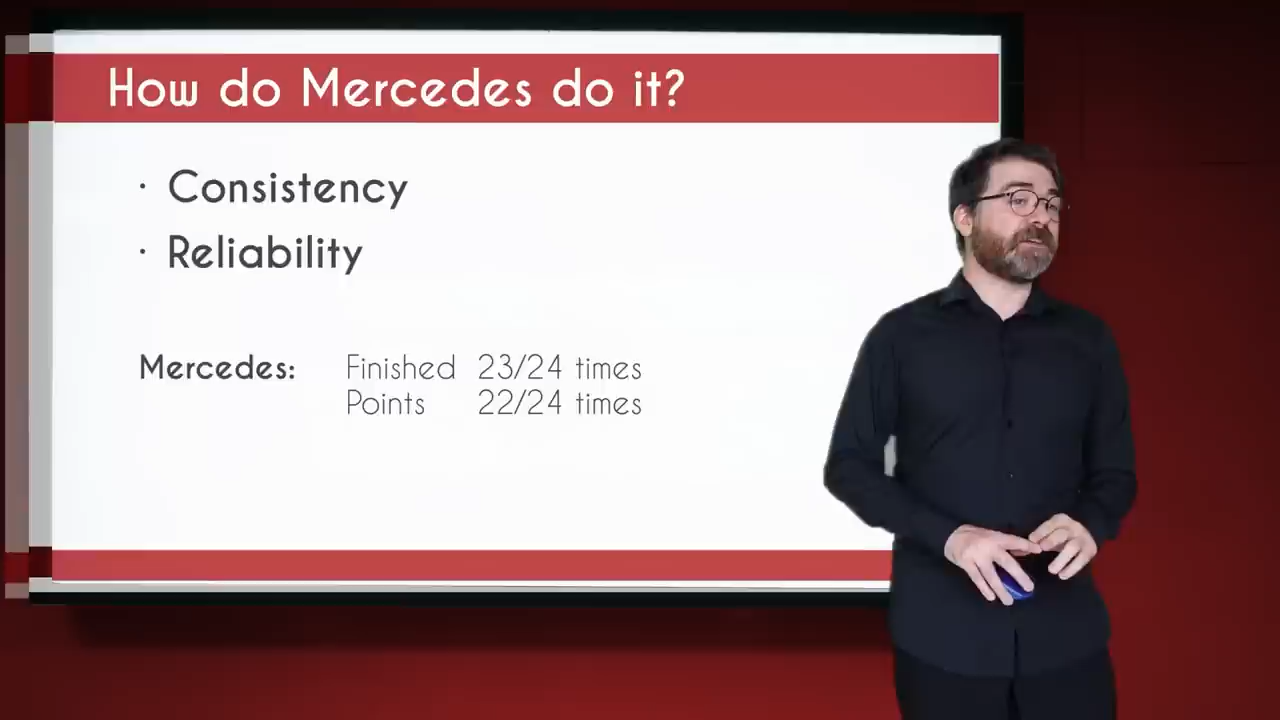 How do Mercedes do it?
· Consistency
· Reliability
Mercedes: Finished 23/24 times
Points 22/24 times